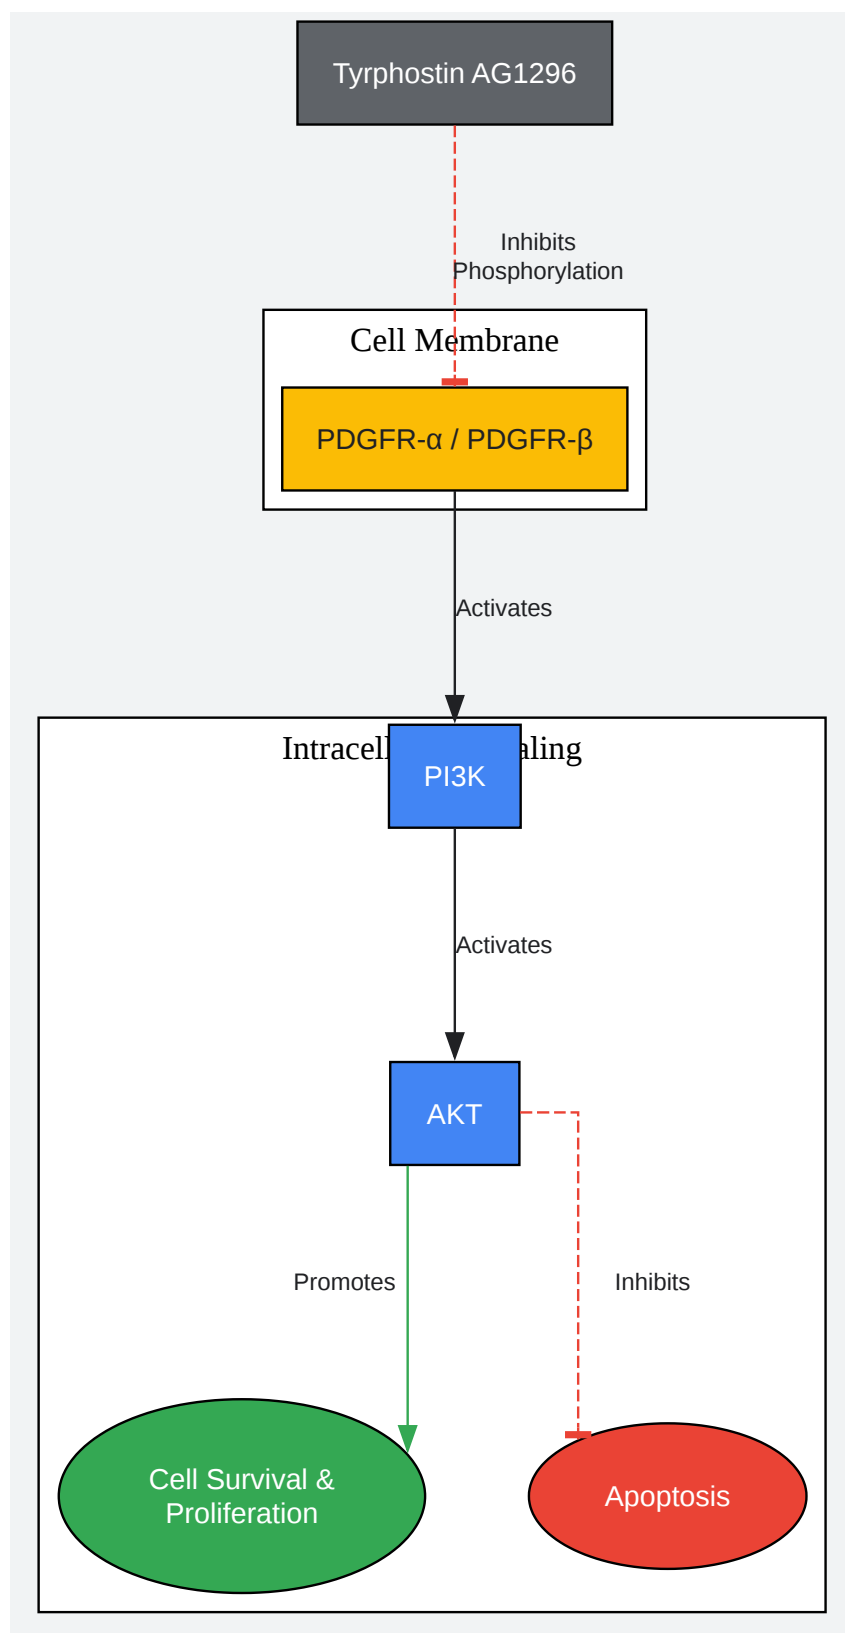 Tyrphostin AG1296
Inhibits
Phosphorylation
Cell Membrane
PDGFR-α / PDGFR-β
Activates
PI3K
Activates
AKT
Promotes
Inhibits
Cell Survival &
Proliferation
Apoptosis